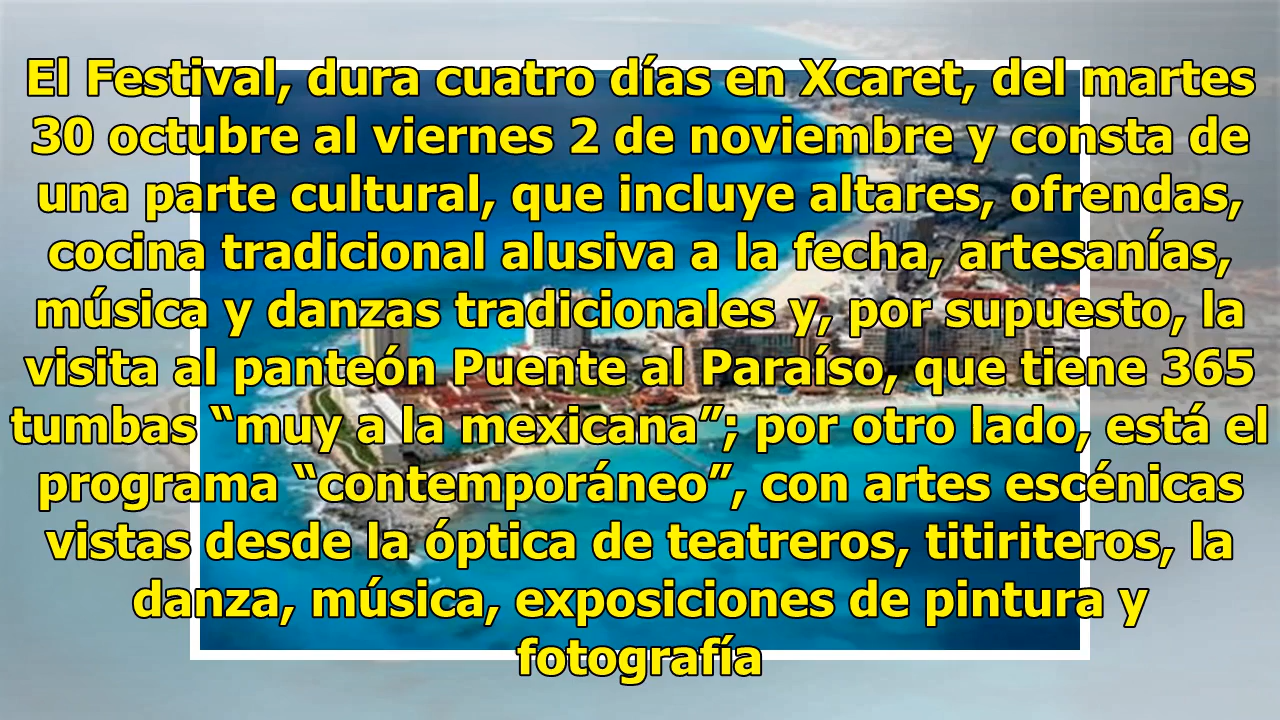 El Festival, dura cuatro días en Xcaret, del martes
30 octubre al viernes 2 de noviembre y consta de
una parte cultural, que incluye altares, ofrendas,
cocina tradicional alusiva a la fecha, artesanías,
música y danzas tradicionales y, por supuesto, la
visita al panteón Puente al Paraíso, que tiene 365
tumbas “muy a la mexicana”; por otro lado, está el
programa “contemporáneo”, con artes escénicas
vistas desde la óptica de teatreros, titiriteros, la
danza, música, exposiciones de pintura y
fotografía